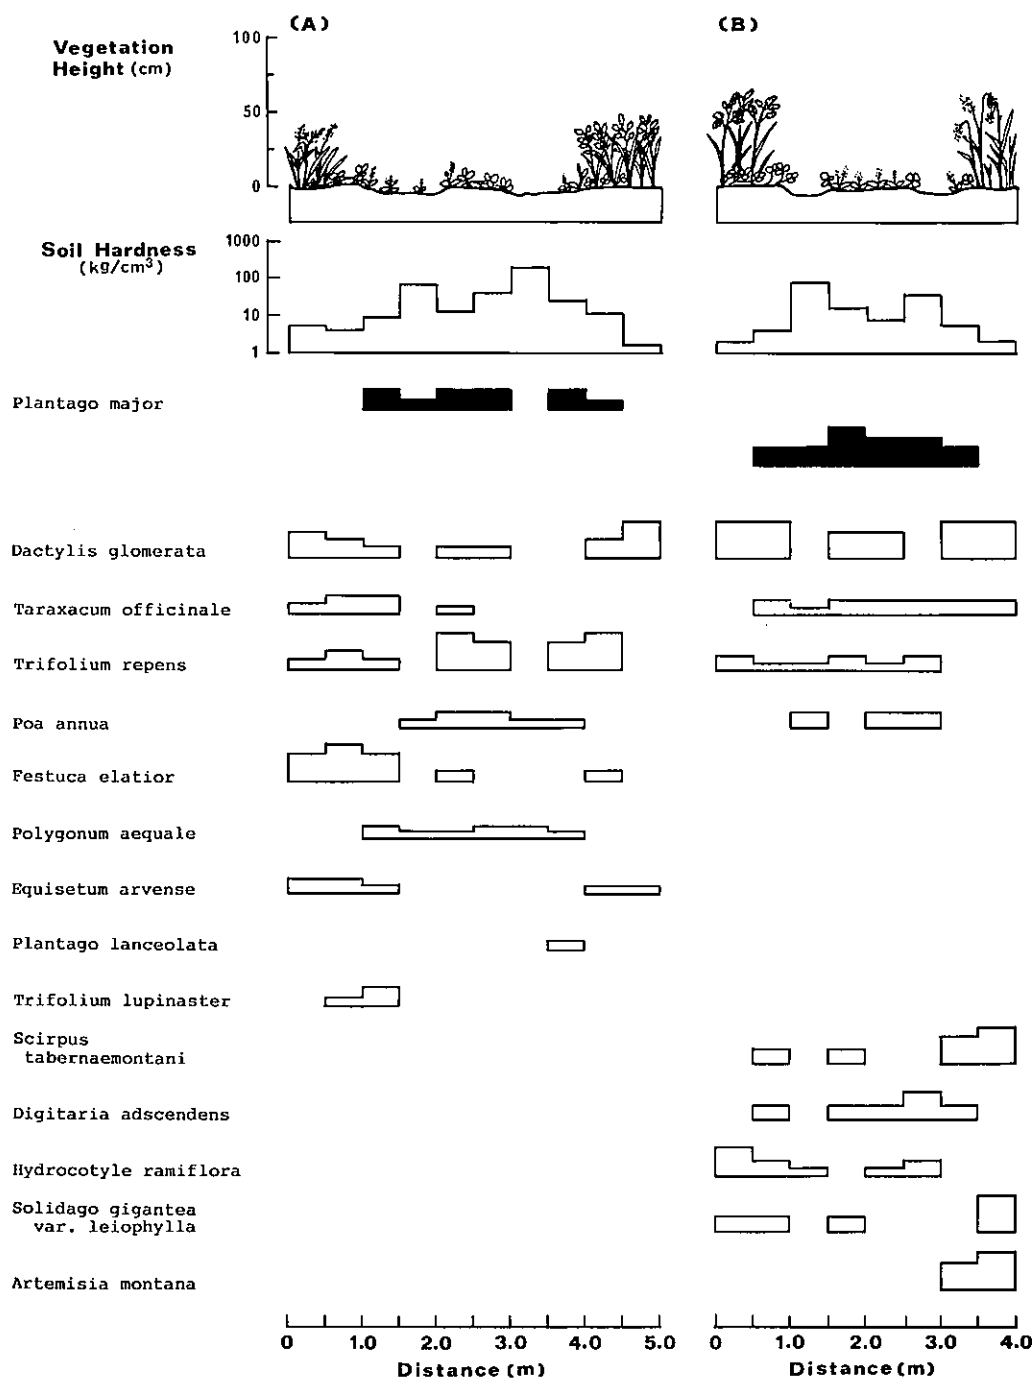 (A)
(B)
Vegetation
Height (cm)
100
50
0
Soil Hardness
(kg/cm3)
1000
100
10
1
Plantago major
Dactylis glomerata
Taraxacum officinale
Trifolium repens
Poa annua
Festuca elatior
Polygonum aequale
Equisetum arvense
Plantago lanceolata
Trifolium lupinaster
Scirpus
tabernaemontani
Digitaria adscendens
Hydrocotyle ramiflora
Solidago gigantea
var. leiophylla
Artemisia montana
0 1.0 2.0 3.0 4.0 5.0
0 1.0 2.0 3.0 4.0
Distance (m)
Distance (m)